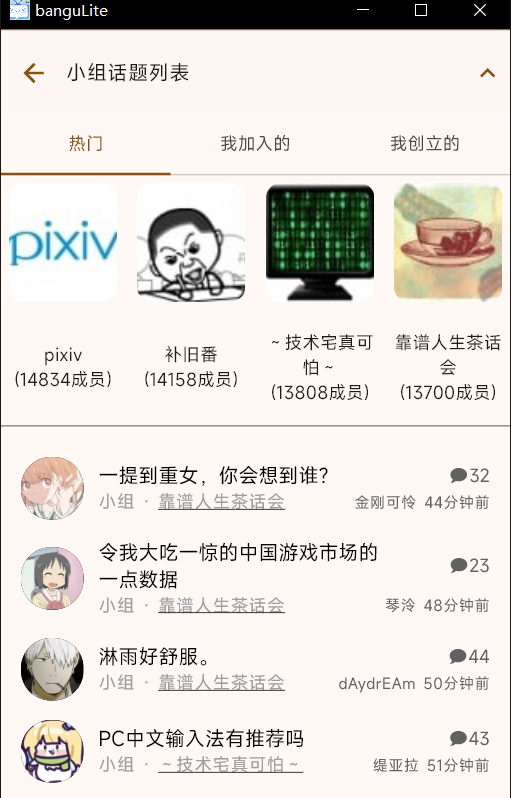 banguLite
小组话题列表
热门
我加入的
我创立的
pixiv
pixiv
(14834成员)
补旧番
(14158成员)
~ 技术宅真可
怕 ~
(13808成员)
靠谱人生茶话
会
(13700成员)
一提到重女，你会想到谁？
32
小组 · 靠谱人生茶话会
金刚可怜 44分钟前
令我大吃一惊的中国游戏市场的
一点数据
23
小组 · 靠谱人生茶话会
琴泠 48分钟前
淋雨好舒服。
44
小组 · 靠谱人生茶话会
dAydrEAm 50分钟前
PC中文输入法有推荐吗
43
小组 · ~ 技术宅真可怕 ~
缇亚拉 51分钟前